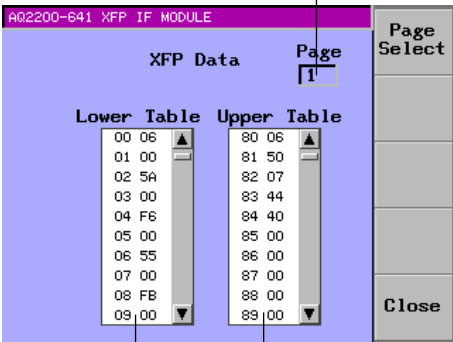 AQ2200-641 XFP IF MODULE
Page
Select
XFP Data
Page
1
Lower Table
Upper Table
00 06
01 00
02 5A
03 00
04 F6
05 00
06 55
07 00
08 FB
09 00
80 06
81 50
82 07
83 44
84 40
85 00
86 00
87 00
88 00
89 00
Close